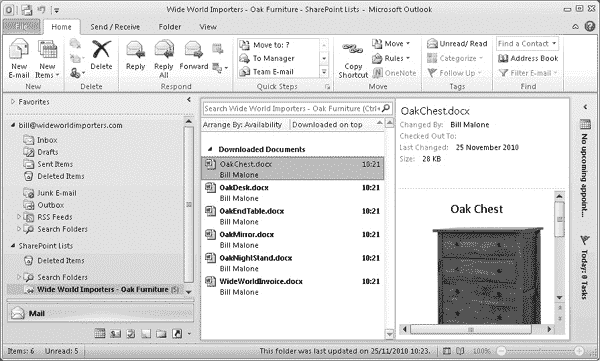 Wide World Importers - Oak Furniture - SharePoint Lists - Microsoft Outlook
File Home Send / Receive Folder View
New E-mail
New Items
Delete
Reply
Reply All
Forward
Move to: ?
To Manager
Team E-mail
Copy Shortcut
Move
Rules
OneNote
Unread/ Read
Categorize
Follow Up
Find a Contact
Address Book
Filter E-mail
New Delete Respond Quick Steps Move Tags Find
Favorites
bill@wideworldimporters.com
Inbox
Drafts
Sent Items
Deleted Items
Junk E-mail
Outbox
RSS Feeds
Search Folders
SharePoint Lists
Deleted Items
Search Folders
Wide World Importers - Oak Furniture (5)
Mail
Search Wide World Importers - Oak Furniture (Ctrl+
Arrange By: Availability Downloaded on top
Downloaded Documents
OakChest.docx 10:21
Bill Malone
OakDesk.docx 10:21
Bill Malone
OakEndTable.docx 10:21
Bill Malone
OakMirror.docx 10:21
Bill Malone
OakNightStand.docx 10:21
Bill Malone
WideWorldInvoice.docx 10:21
Bill Malone
OakChest.docx
Changed By: Bill Malone
Checked Out To:
Last Changed: 25 November 2010
Size: 28 KB
Oak Chest
No upcoming appoint...
Today: 0 Tasks
Items: 6 Unread: 5 This folder was last updated on 25/11/2010 10:23. 100%